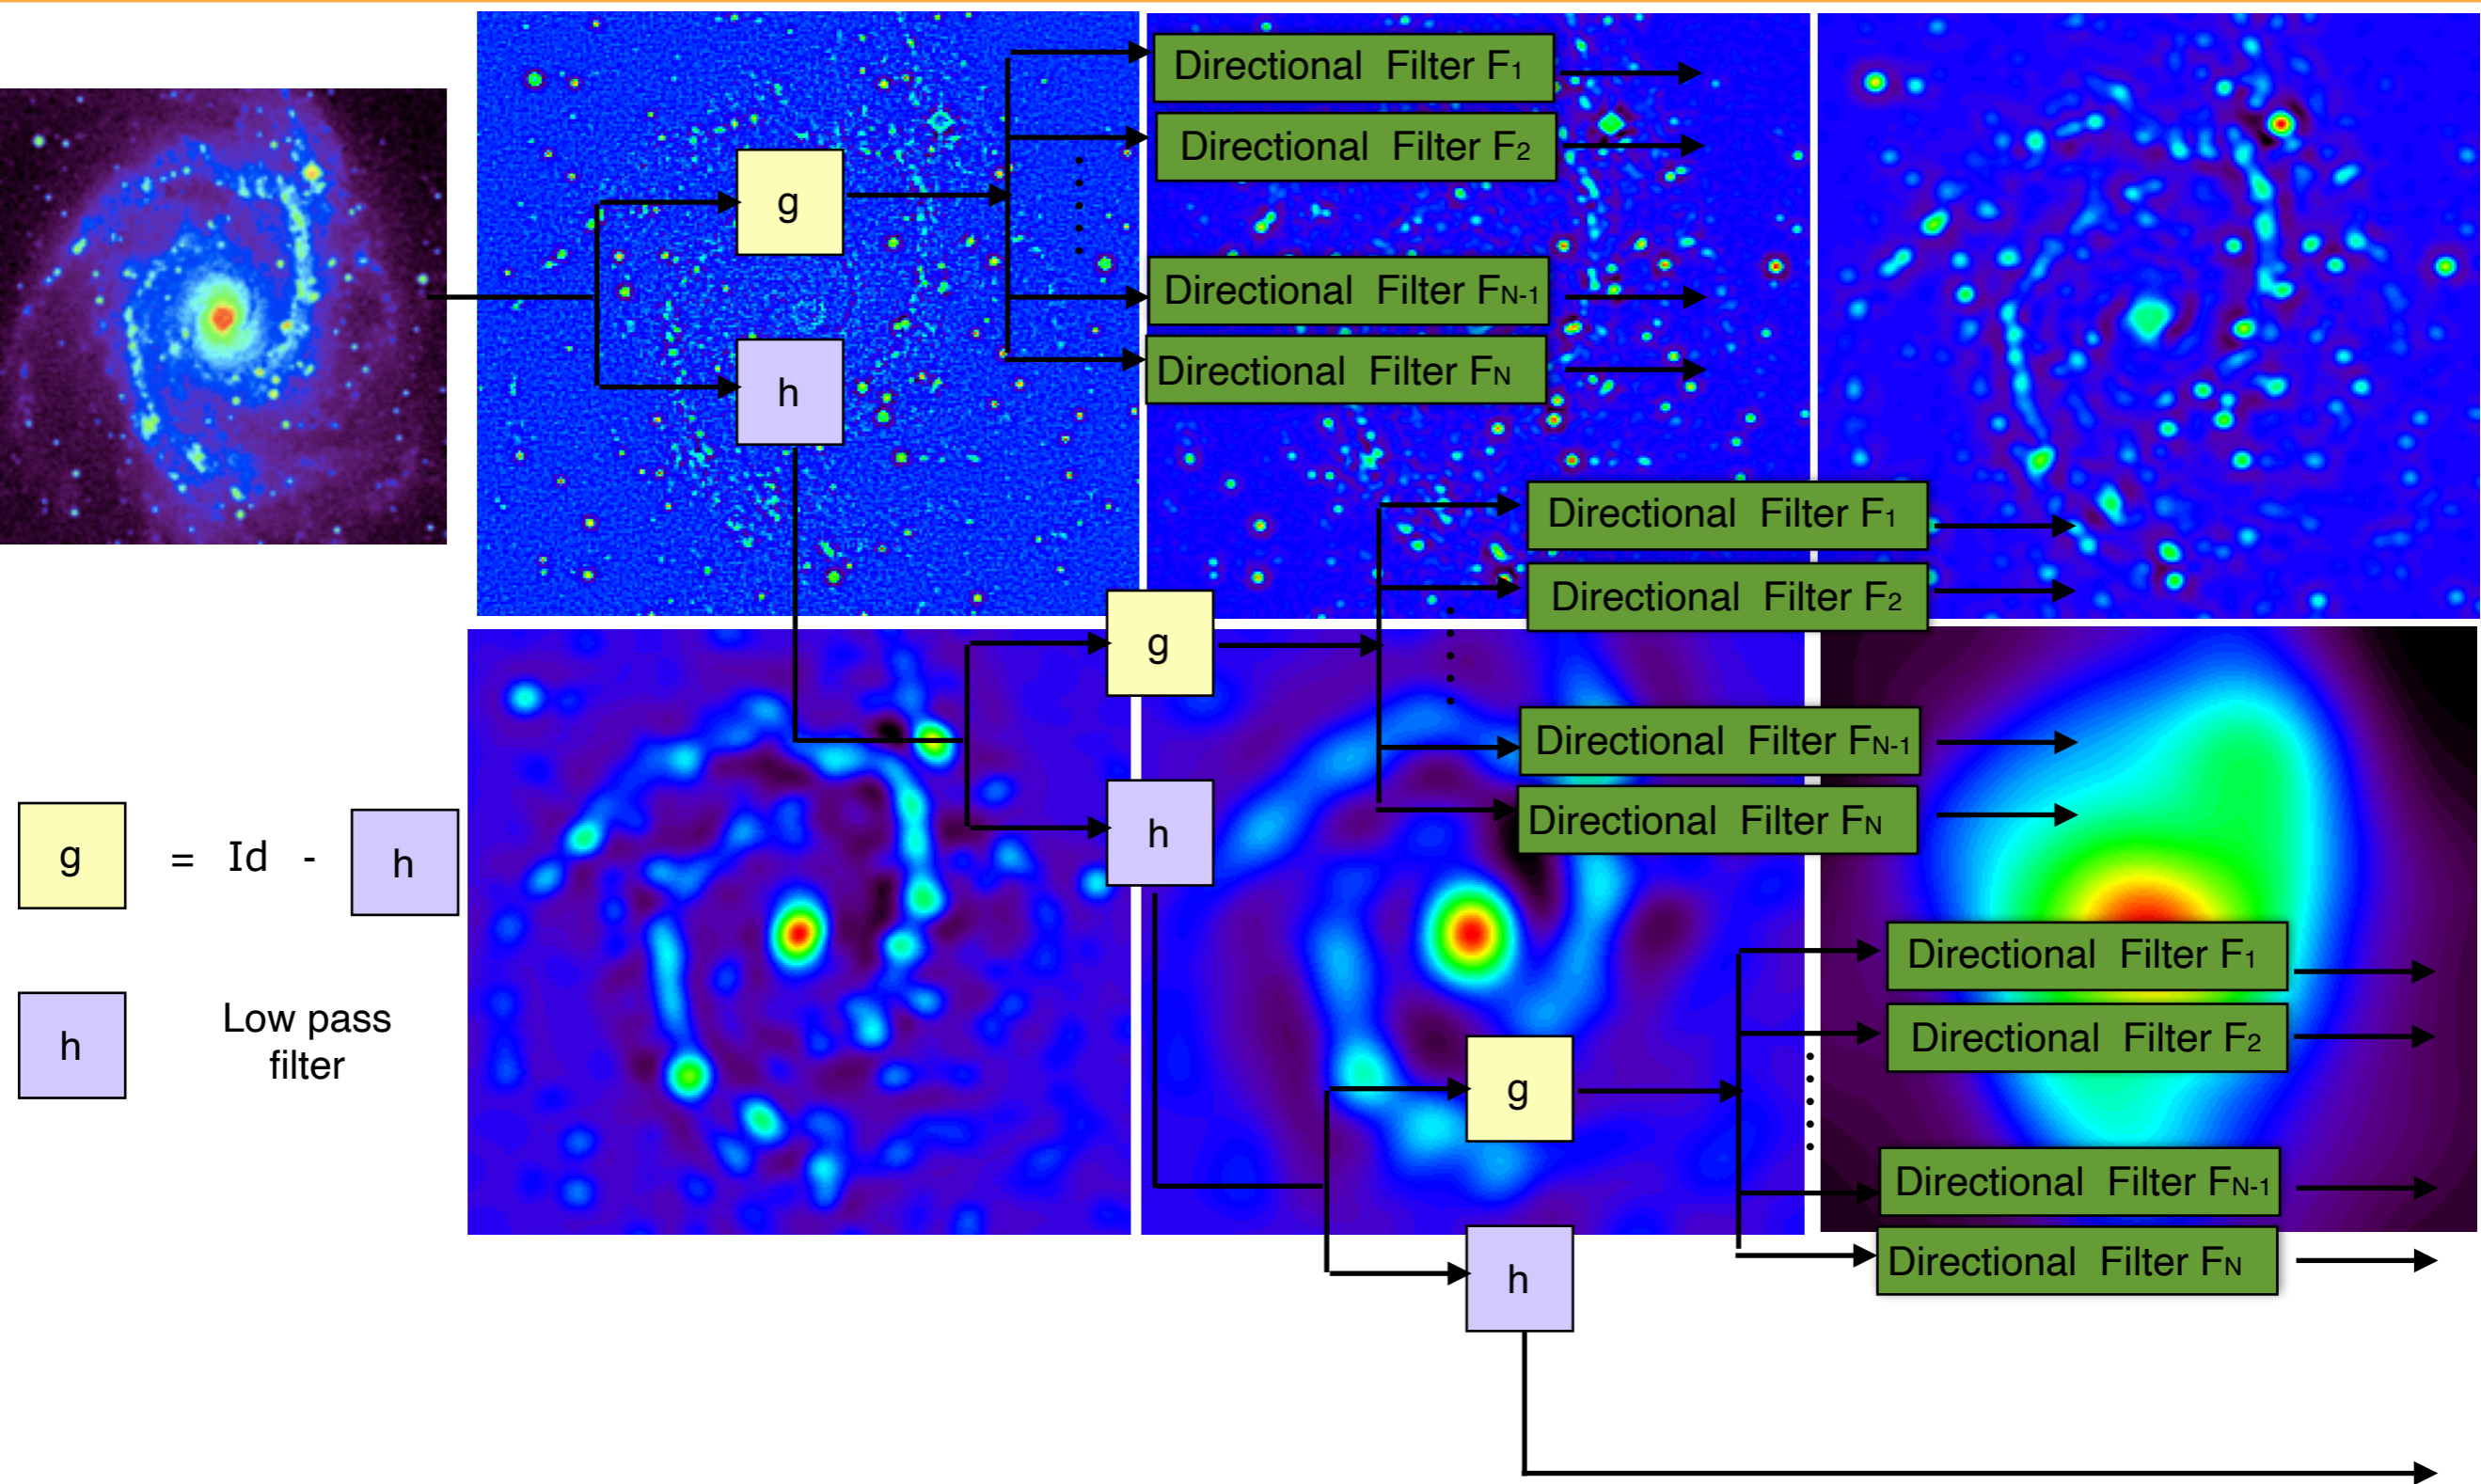 Directional Filter F1
Directional Filter F2
g
Directional Filter FN-1
Directional Filter FN
h
Directional Filter F1
Directional Filter F2
g
Directional Filter FN-1
Directional Filter FN
h
g = Id - h
Directional Filter F1
Directional Filter F2
h Low pass
filter
g
Directional Filter FN-1
Directional Filter FN
h